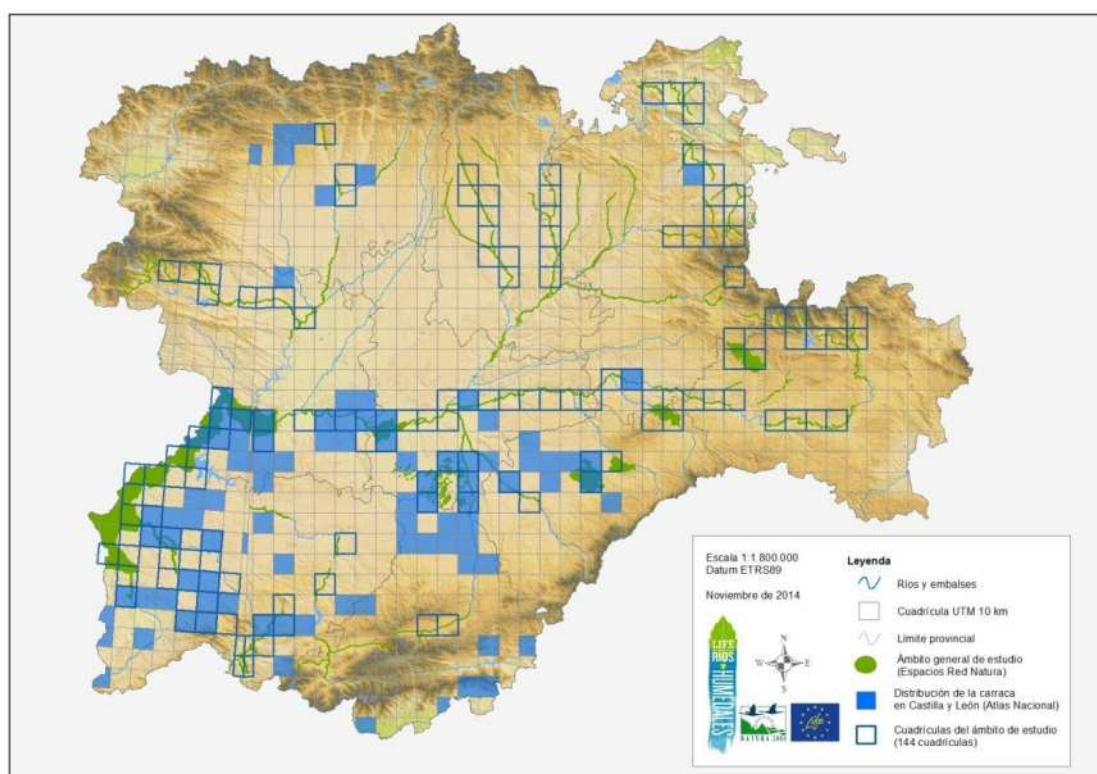 Escala 1:1.800.000
Datum ETRS89
Noviembre de 2014
LIFE
RÍOS
HUMEDALES
N
W
E
S
NATURA 2000
Life
Leyenda
Ríos y embalses
Cuadrícula UTM 10 km
Límite provincial
Ámbito general de estudio
(Espacios Red Natura)
Distribución de la carraca
en Castilla y León (Atlas Nacional)
Cuadrículas del ámbito de estudio
(144 cuadrículas)